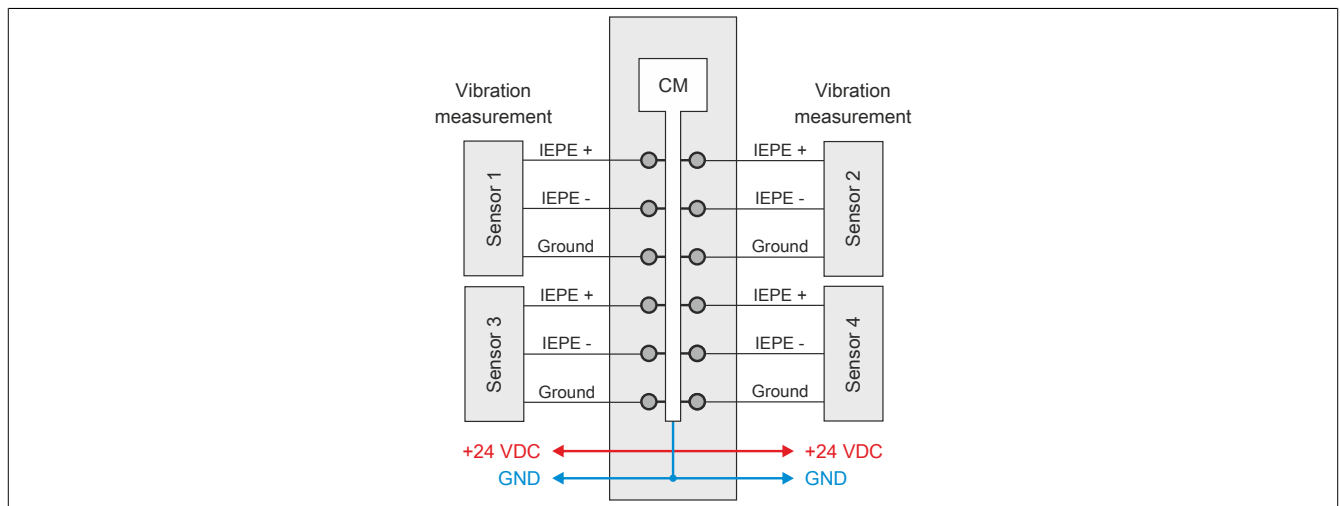 CM
Vibration
measurement
Vibration
measurement
Sensor 1
IEPE +
IEPE -
Ground
IEPE +
IEPE -
Ground
Sensor 2
Sensor 3
IEPE +
IEPE -
Ground
IEPE +
IEPE -
Ground
Sensor 4
+24 VDC
+24 VDC
GND
GND